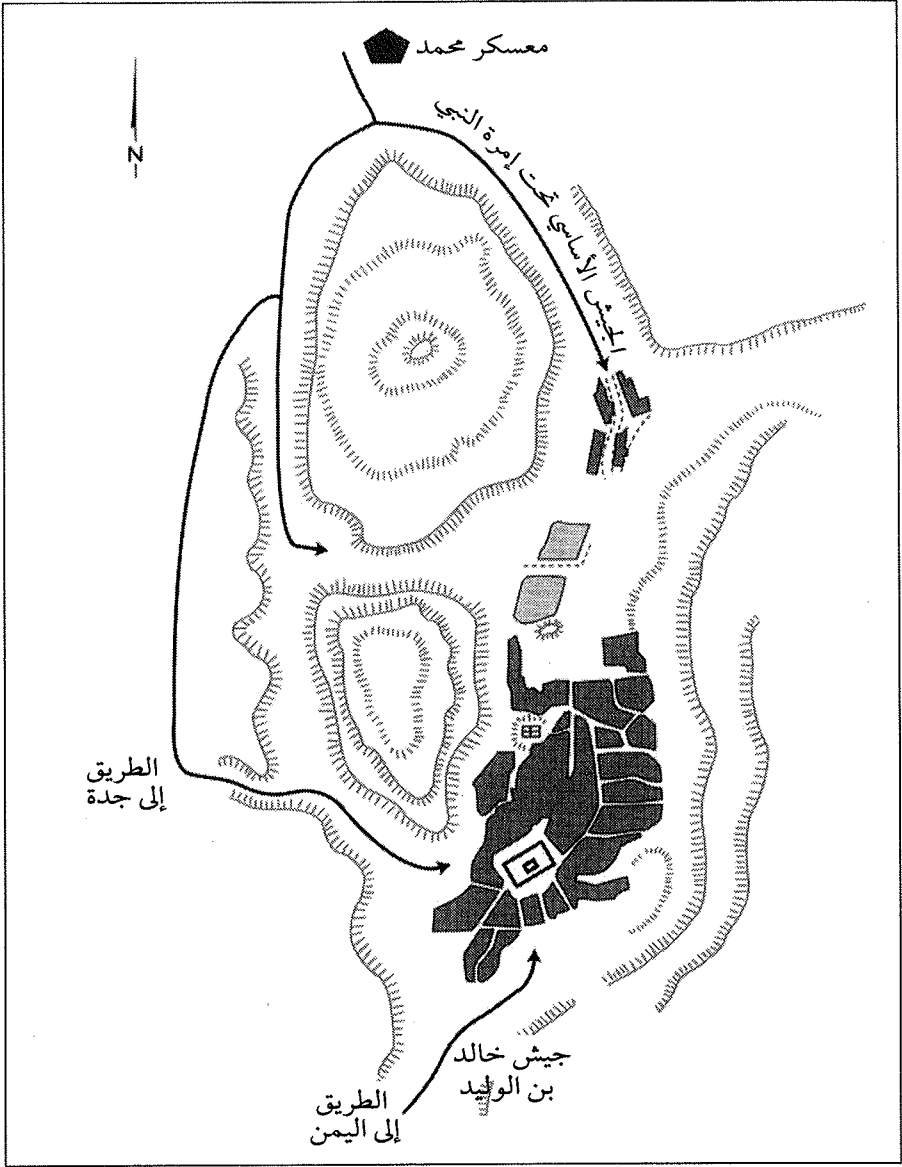 معسكر محمد
الجيش الأساسي تحت إمرة النبي
N
الطريق
إلى جدة
جيش خالد
بن الوليد
الطريق
إلى اليمن